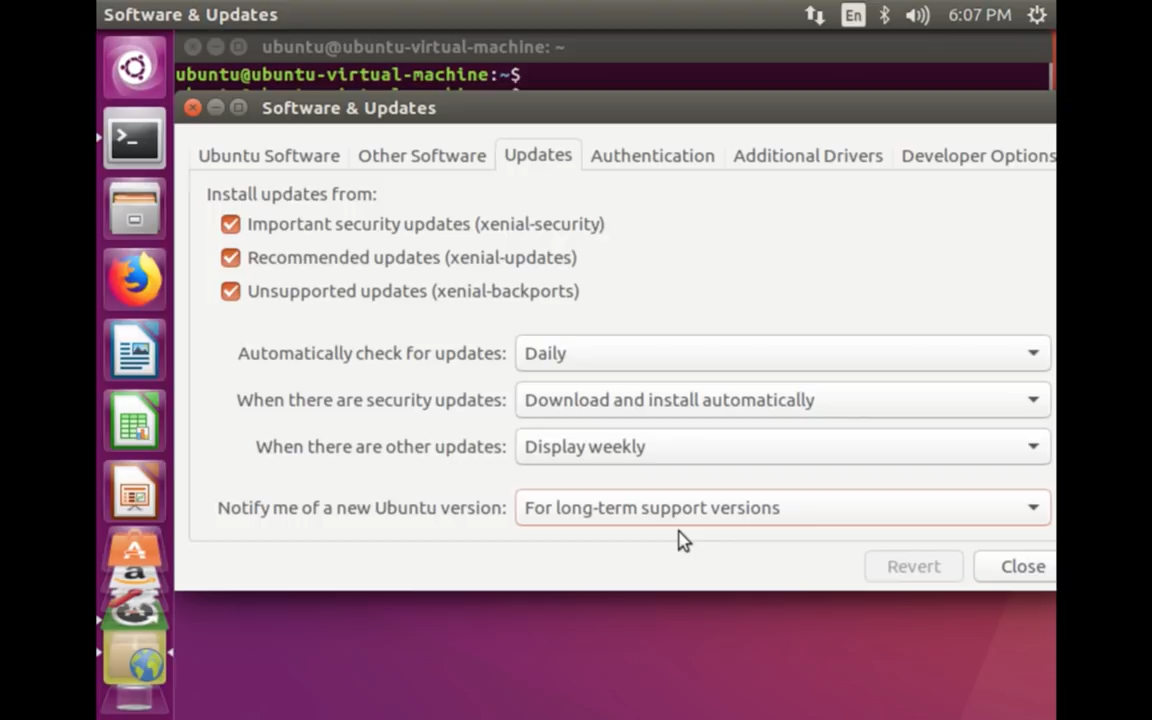 Software & Updates
En
6:07 PM
ubuntu@ubuntu-virtual-machine: ~
ubuntu@ubuntu-virtual-machine:~$
Software & Updates
Ubuntu Software
Other Software
Updates
Authentication
Additional Drivers
Developer Options
Install updates from:
Important security updates (xenial-security)
Recommended updates (xenial-updates)
Unsupported updates (xenial-backports)
Automatically check for updates:
Daily
When there are security updates:
Download and install automatically
When there are other updates:
Display weekly
Notify me of a new Ubuntu version:
For long-term support versions
Revert
Close